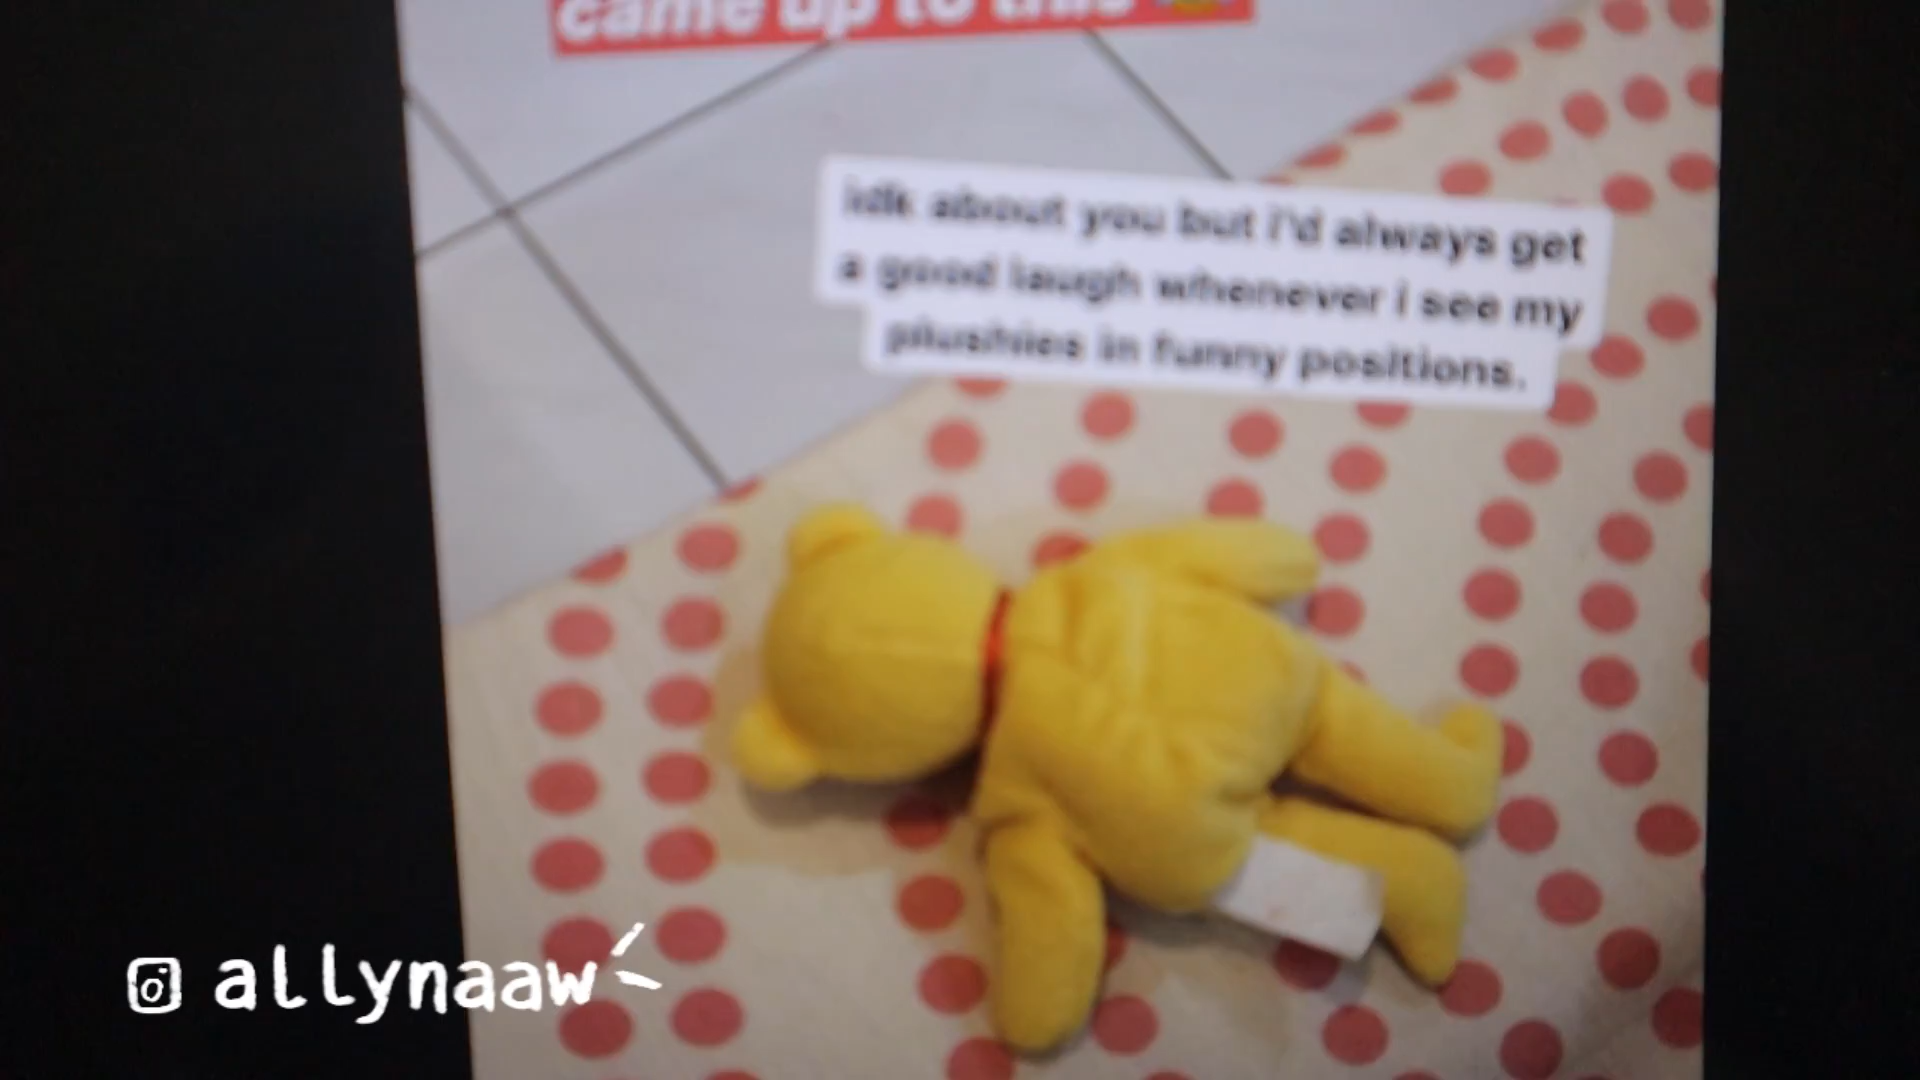 came up to this
idk about you but i'd always get
a good laugh whenever i see my
plushies in funny positions.
allynaaw